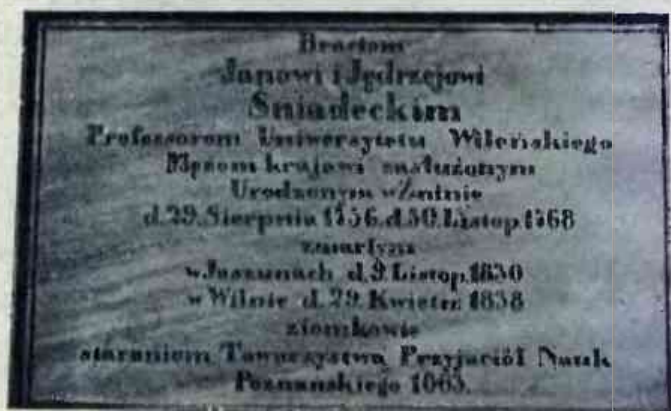 Braciom
Janowi i Jędrzejowi
Śniadeckim
Professorom Uniwersytetu Wileńskiego
Mężom krajowi zasłużonym
Urodzonym w Żninie
d.29.Sierpnia 1756.d.30.Listop.1768
zmarłym
w Jaszunach d.9.Listop.1830
w Wilnie d.29.Kwietn. 1838
ziomkowie
staraniem Towarzystwa Przyjaciół Nauk
Poznańskiego